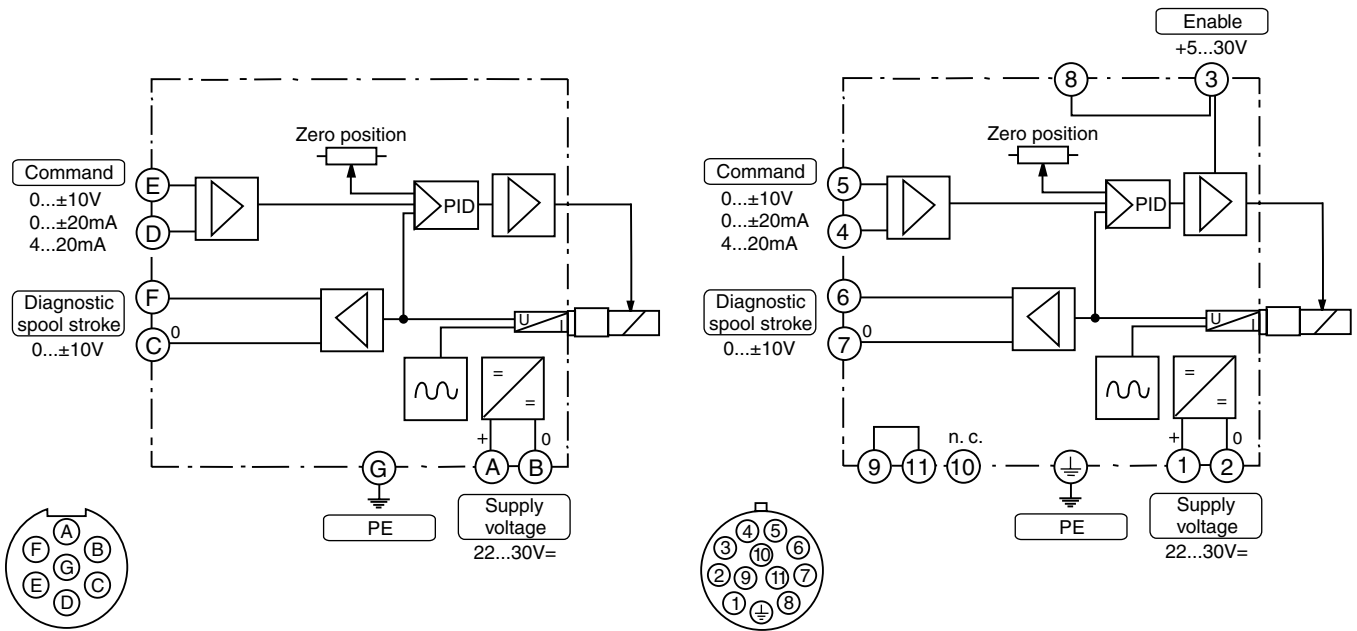 Zero position
Command
0...±10V
0...±20mA
4...20mA
E
D
PID
F
Diagnostic
spool stroke
0...±10V
C
0
U
I
=
=
+
0
G
A
B
PE
Supply
voltage
22...30V=
A
F
B
G
E
C
D
Enable
+5...30V
8
3
Zero position
Command
0...±10V
0...±20mA
4...20mA
5
4
PID
6
Diagnostic
spool stroke
0...±10V
7
0
U
I
=
=
n. c.
+
0
9
11
10
1
2
PE
Supply
voltage
22...30V=
4
5
3
6
10
2
9
11
7
1
8